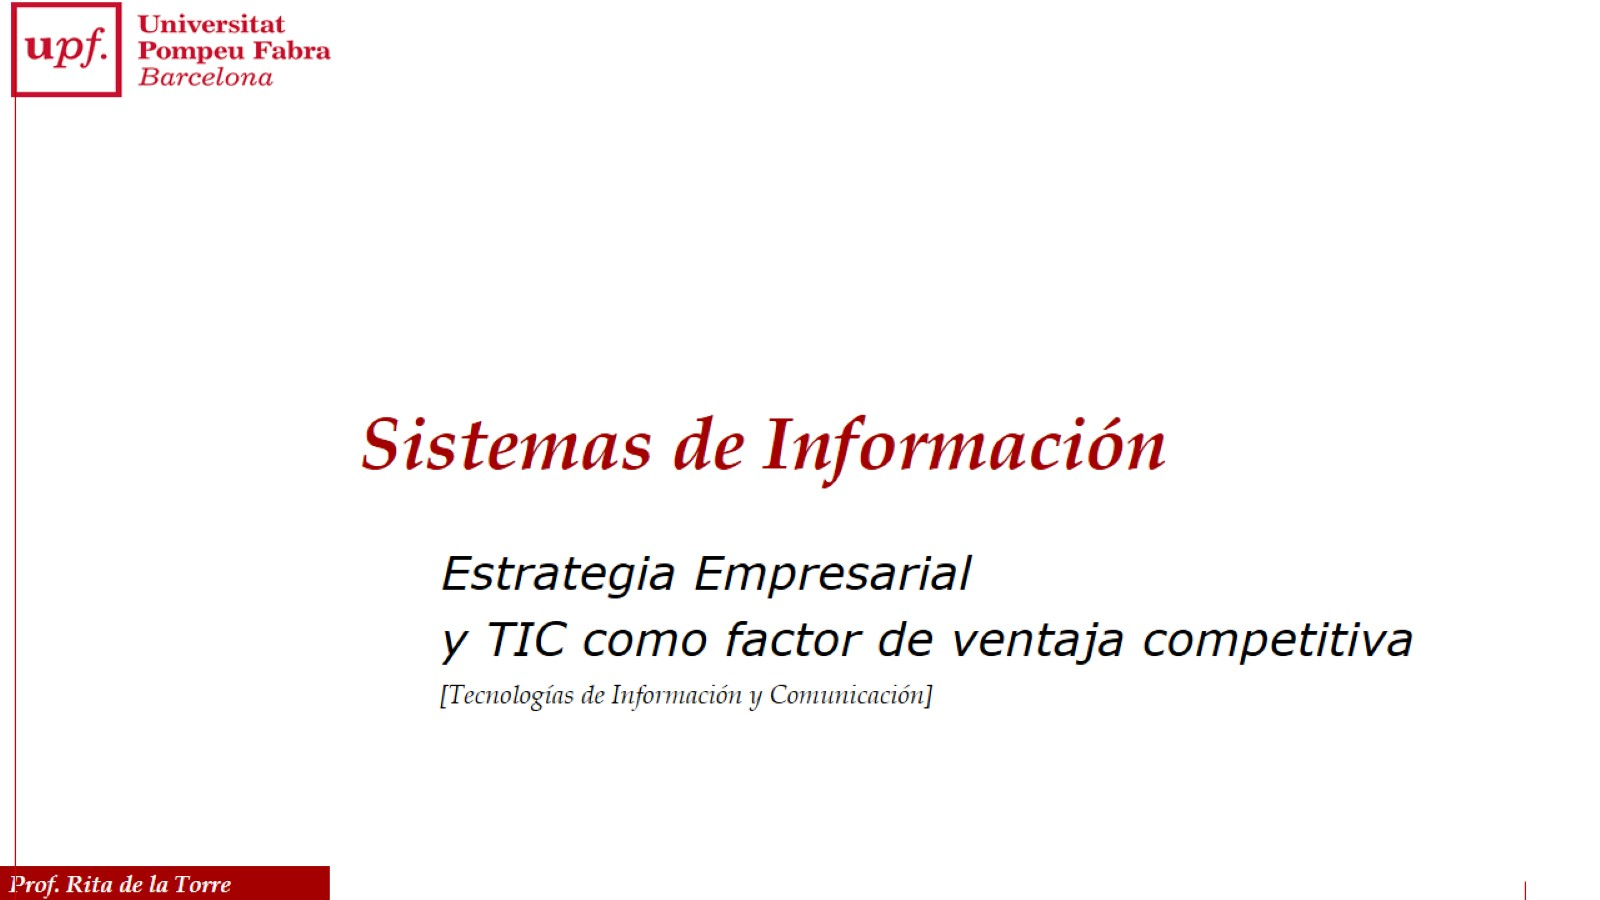 upf.
Universitat
Pompeu Fabra
Barcelona
Sistemas de Información
Estrategia Empresarial
y TIC como factor de ventaja competitiva
[Tecnologías de Información y Comunicación]
Prof. Rita de la Torre